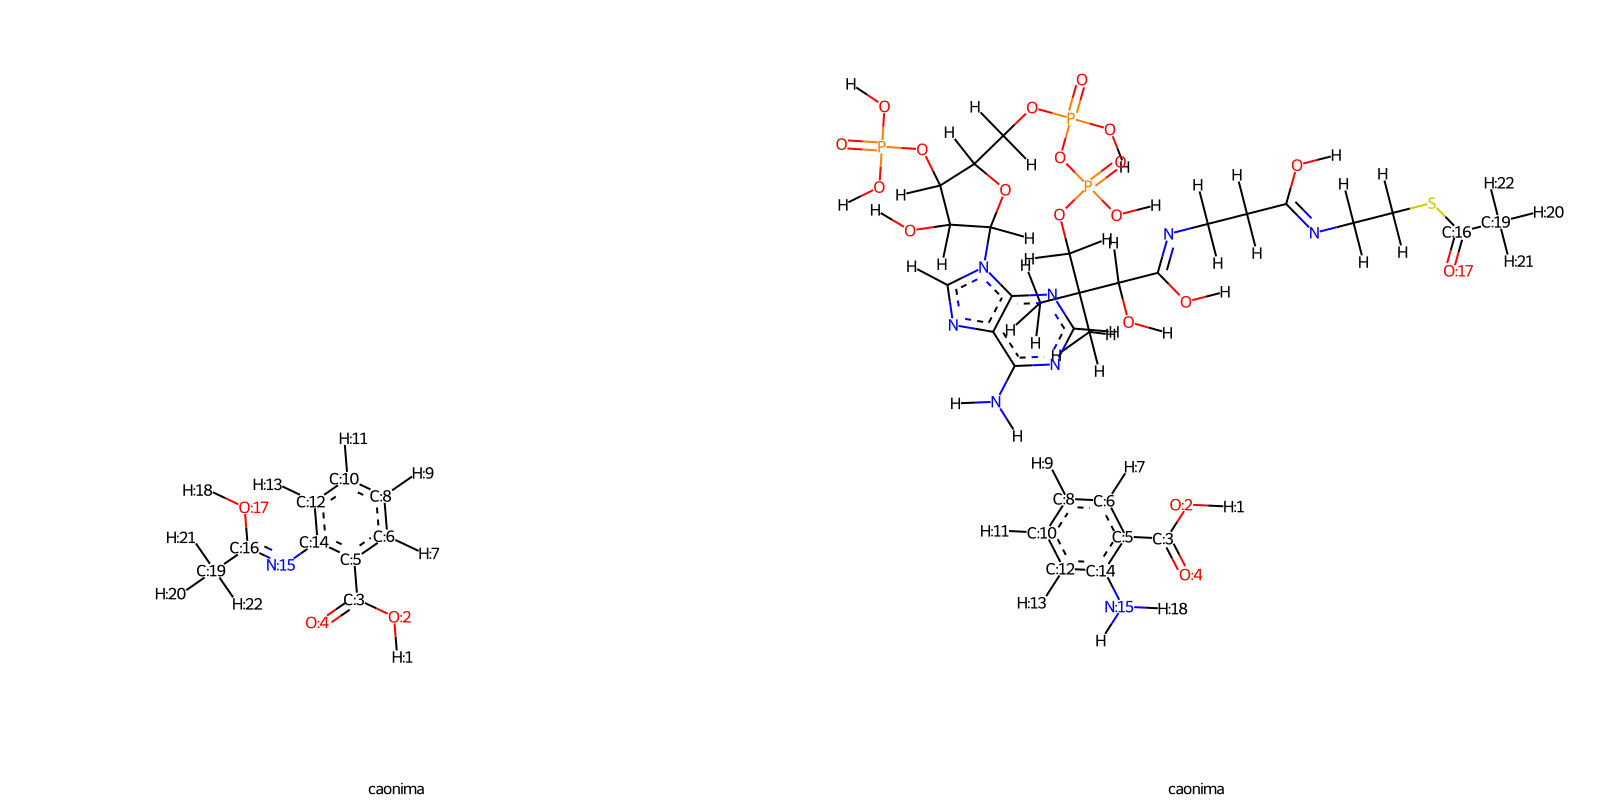 H O P O O O H H H H H O P O O H O P O O H
H H O H O H H H H H O H S H:22 C:19 H:20 H:21 C:16 O:17
N H H H H H N H H N H H O H O H
H N N N N H H H H H H H H
N H H
H:11 H:9 H:13 C:10 C:8 H:18 O:17 C:12 H:21 C:16 C:14 C:6 H:7 N:15 C:5 C:19 H:20 H:22 C:3 O:4 O:2 H:1
H:9 H:7 C:8 C:6 O:2 H:1 H:11 C:10 C:5 C:3 C:12 C:14 O:4 H:13 N:15 H:18 H
caonima caonima